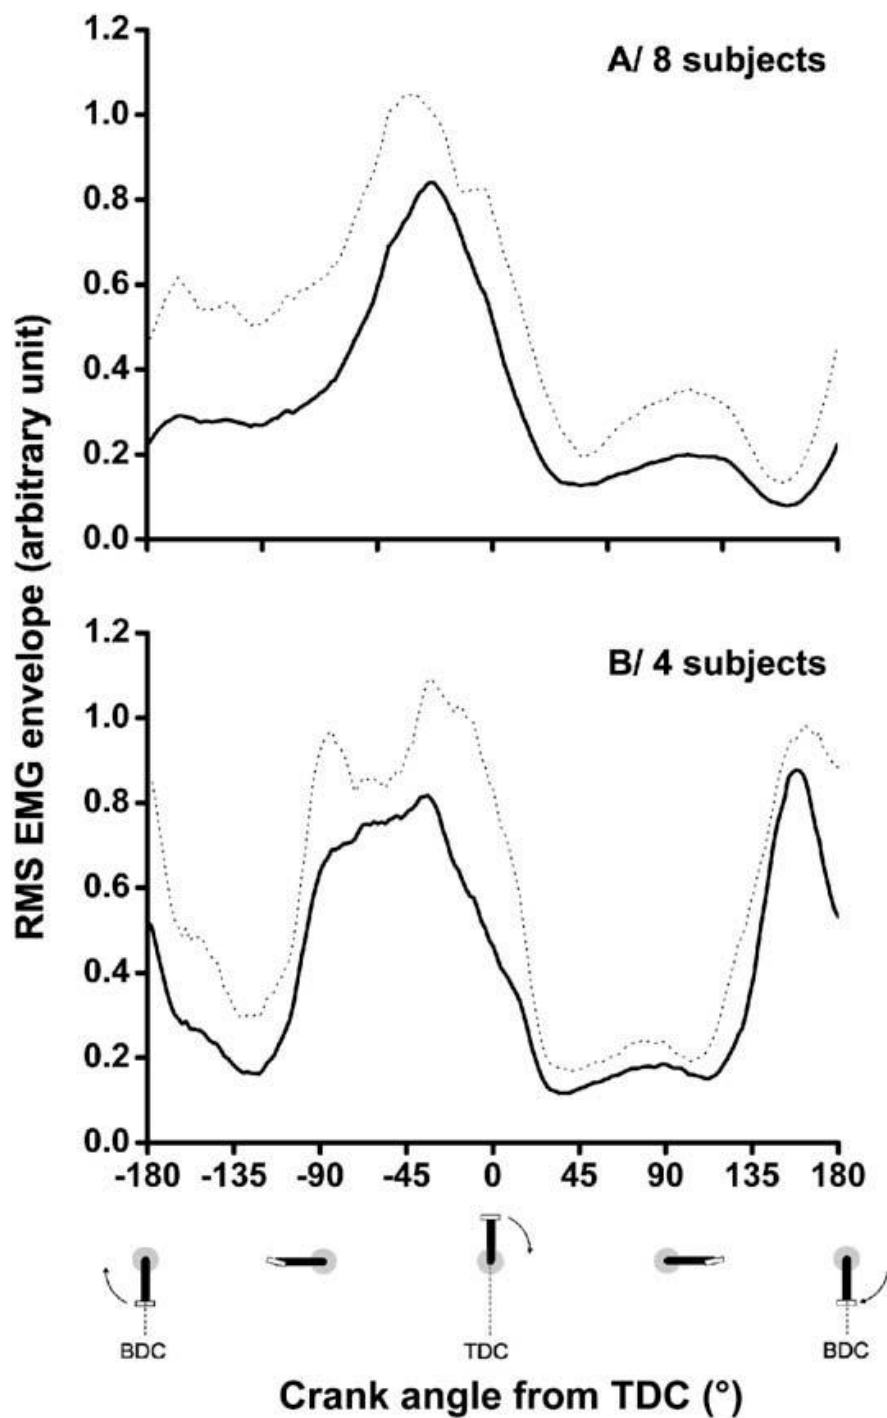 RMS EMG envelope (arbitrary unit)
A/ 8 subjects
1.2
1.0
0.8
0.6
0.4
0.2
0.0
B/ 4 subjects
1.2
1.0
0.8
0.6
0.4
0.2
0.0
-180 -135 -90 -45 0 45 90 135 180
BDC TDC BDC
Crank angle from TDC (°)